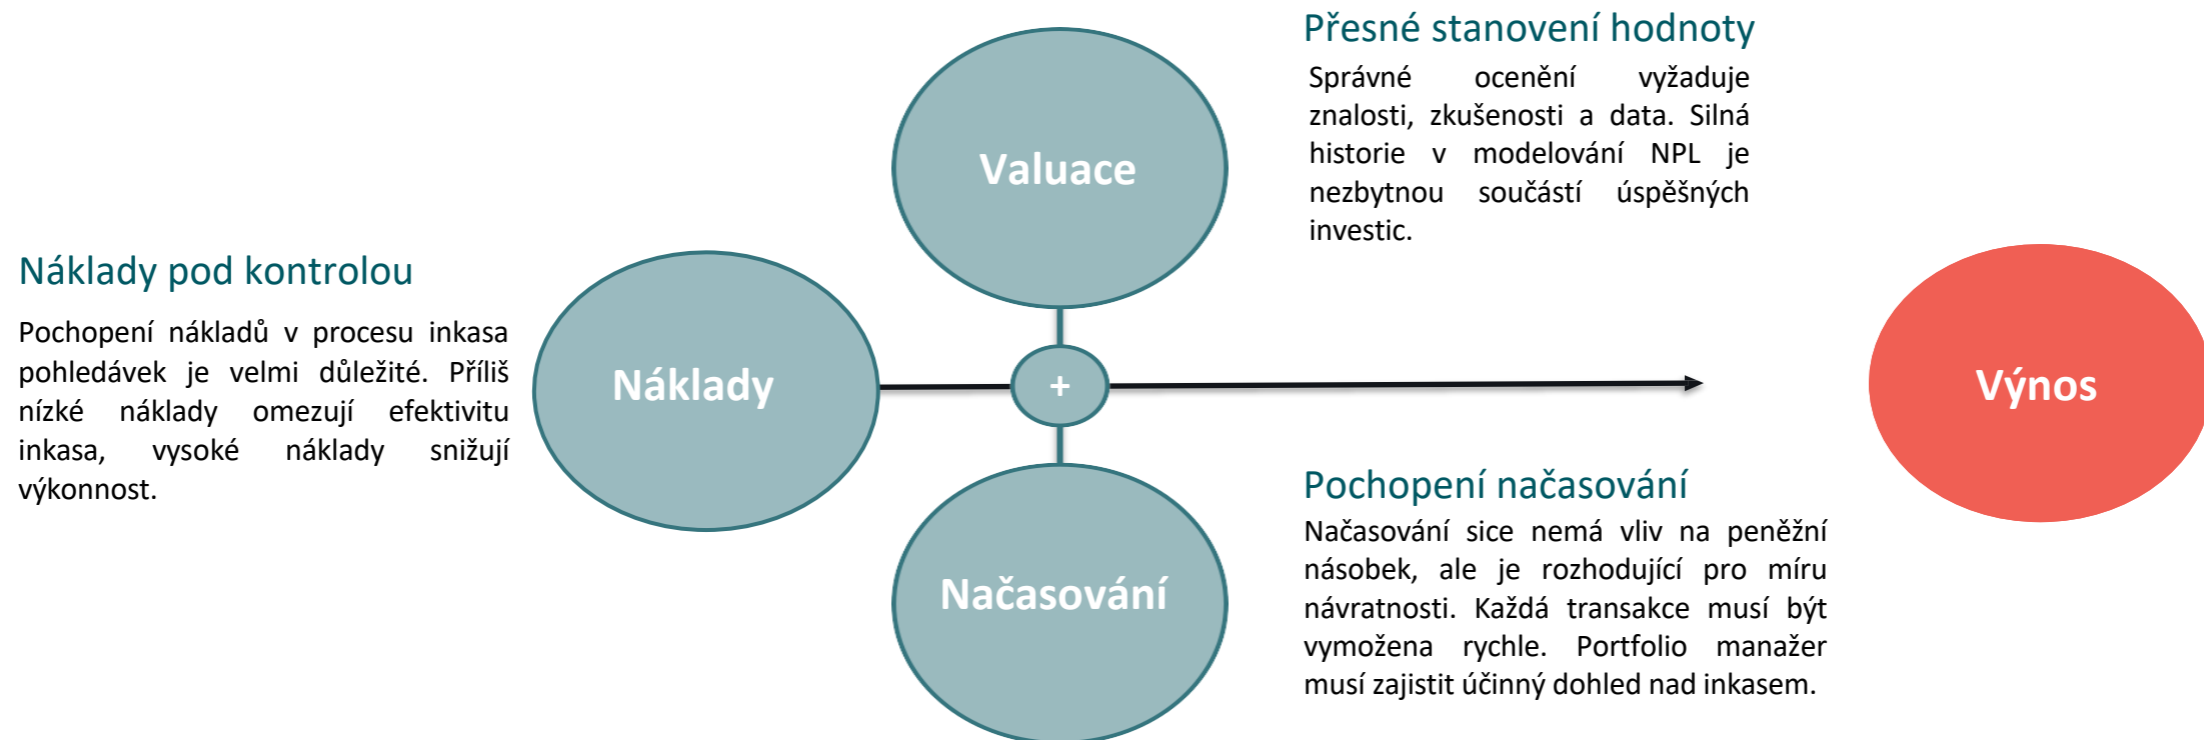 Náklady pod kontrolou
Pochopení nákladů v procesu inkasa
pohledávek je velmi důležité. Příliš
nízké náklady omezují efektivitu
inkasa, vysoké náklady snižují
výkonnost.
Náklady
Valuace
+
Načasování
Přesné stanovení hodnoty
Správné ocenění vyžaduje
znalosti, zkušenosti a data. Silná
historie v modelování NPL je
nezbytnou součástí úspěšných
investic.
Pochopení načasování
Načasování sice nemá vliv na peněžní
násobek, ale je rozhodující pro míru
návratnosti. Každá transakce musí být
vymožena rychle. Portfolio manažer
musí zajistit účinný dohled nad inkasem.
Výnos